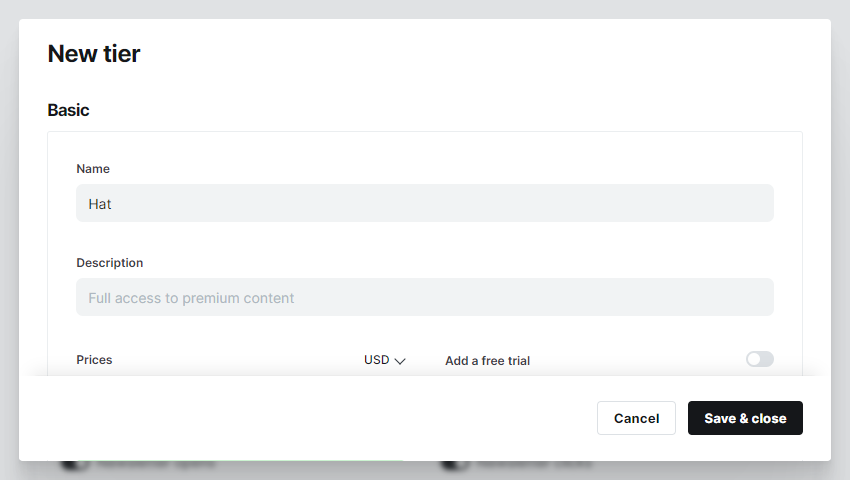 New tier
Basic
Name
Hat
Description
Full access to premium content
Prices USD Add a free trial
Cancel Save & close